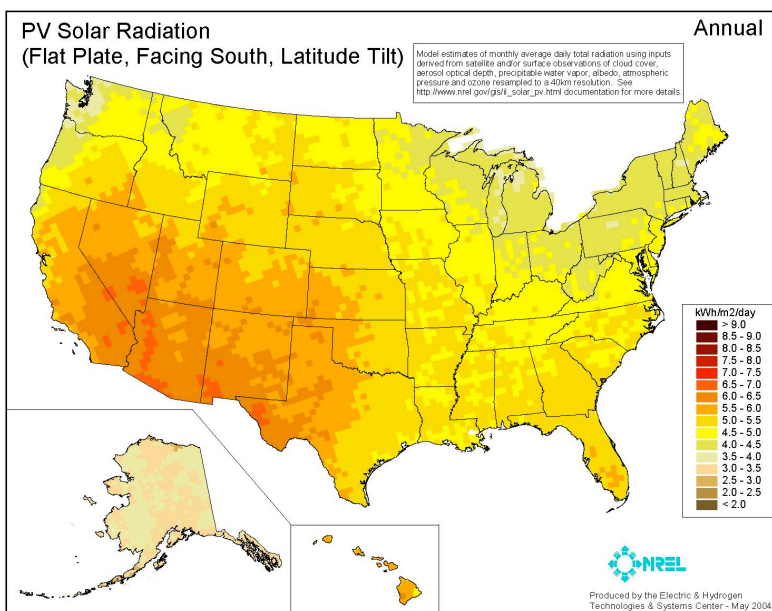 PV Solar Radiation
(Flat Plate, Facing South, Latitude Tilt)
Annual
Model estimates of monthly average daily total radiation using inputs
derived from satellite and/or surface observations of cloud cover,
aerosol optical depth, precipitable water vapor, albedo, atmospheric
pressure and ozone resampled to a 40km resolution. See
http://www.nrel.gov/gis/il_solar_pv.html documentation for more details.
kWh/m2/day
> 9.0
8.5 - 9.0
8.0 - 8.5
7.5 - 8.0
7.0 - 7.5
6.5 - 7.0
6.0 - 6.5
5.5 - 6.0
5.0 - 5.5
4.5 - 5.0
4.0 - 4.5
3.5 - 4.0
3.0 - 3.5
2.5 - 3.0
2.0 - 2.5
< 2.0
NREL
Produced by the Electric & Hydrogen
Technologies & Systems Center - May 2004